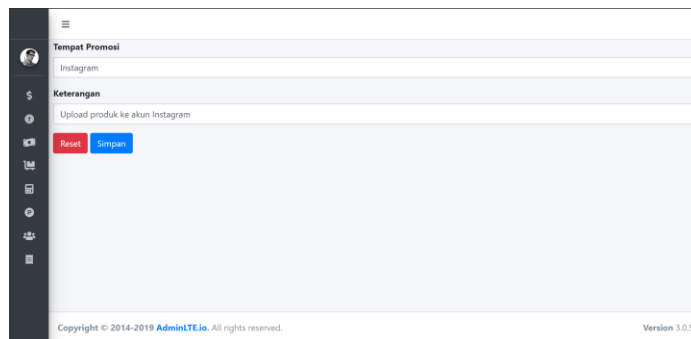 Tempat Promosi
Instagram
Keterangan
Upload produk ke akun Instagram
Reset Simpan
Copyright © 2014-2019 AdminLTE.io. All rights reserved. Version 3.0.5